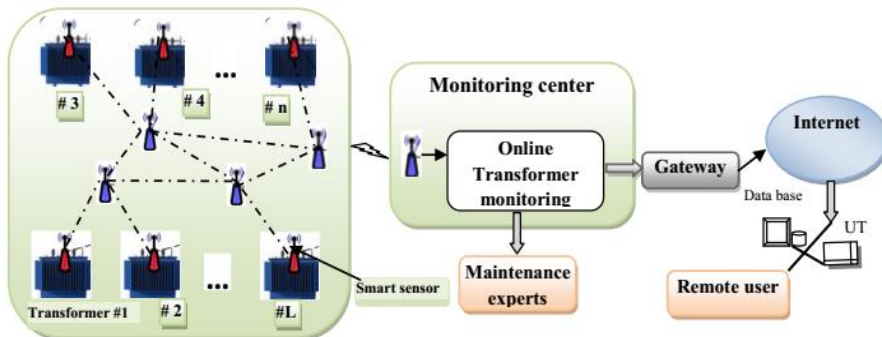 # 3
# 4
...
# n
Monitoring center
Online
Transformer
monitoring
Gateway
Internet
Data base
UT
Maintenance
experts
Remote user
Smart sensor
Transformer #1
# 2
...
#L